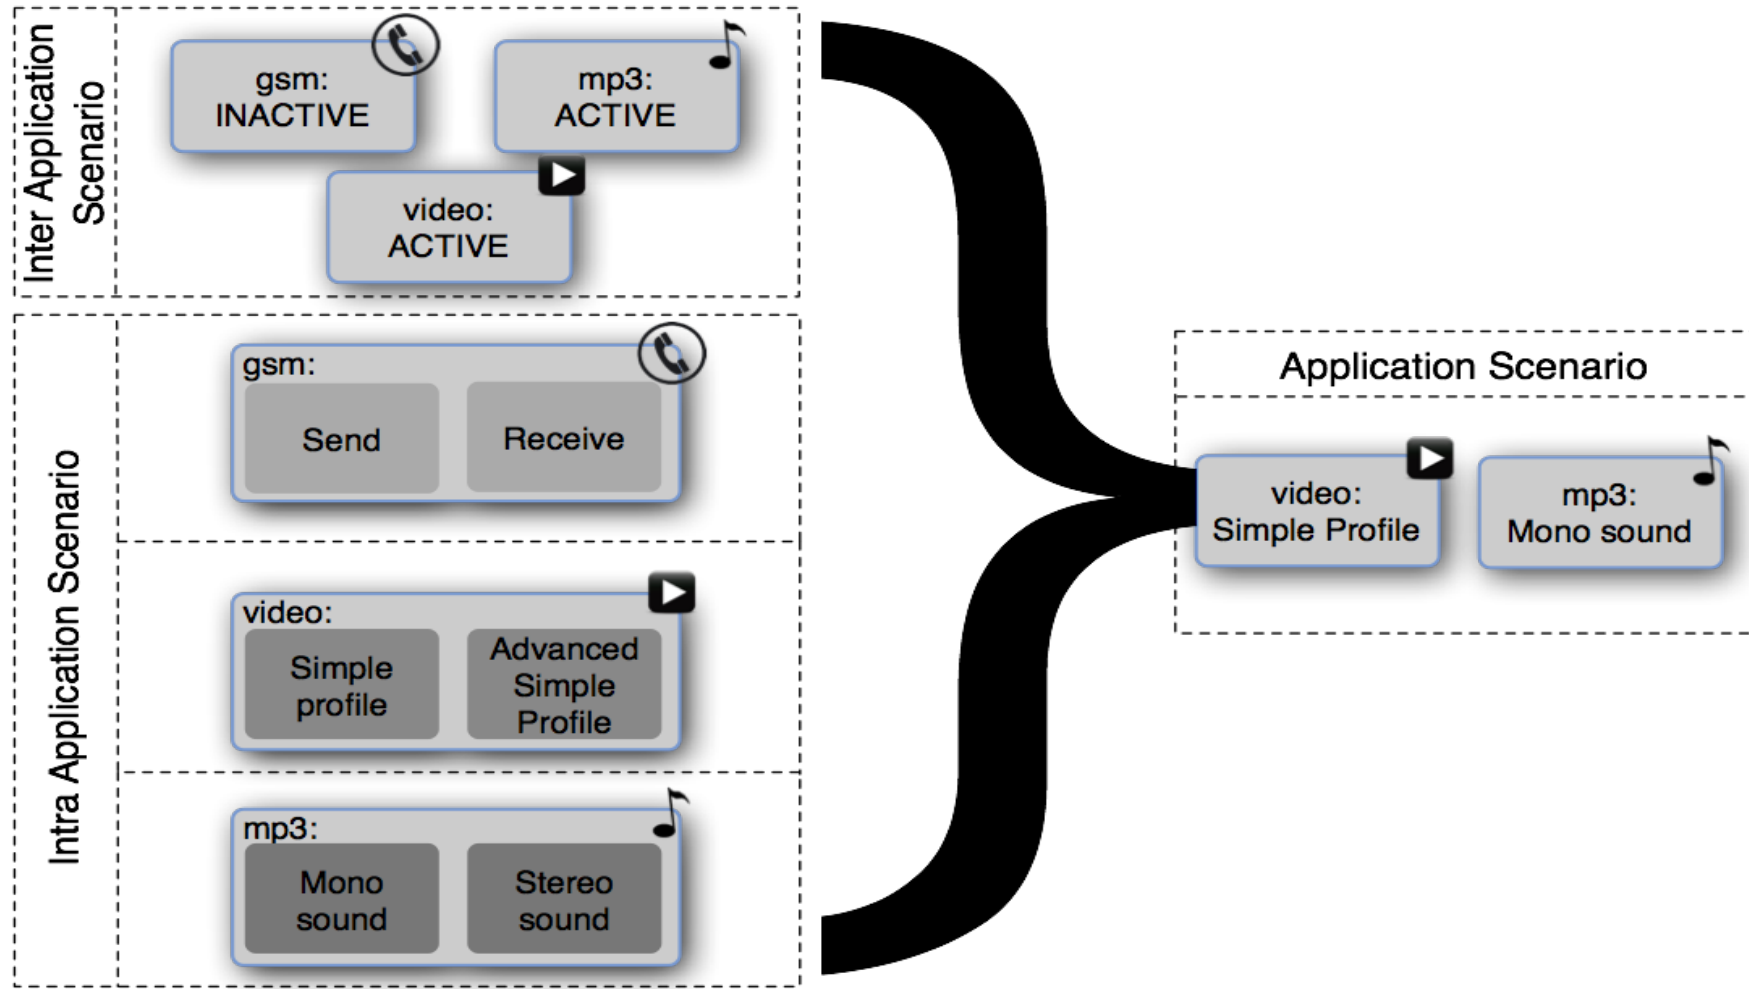 Inter Application
Scenario
gsm:
INACTIVE
mp3:
ACTIVE
video:
ACTIVE
Intra Application Scenario
gsm:
Send
Receive
video:
Simple
profile
Advanced
Simple
Profile
mp3:
Mono
sound
Stereo
sound
Application Scenario
video:
Simple Profile
mp3:
Mono sound